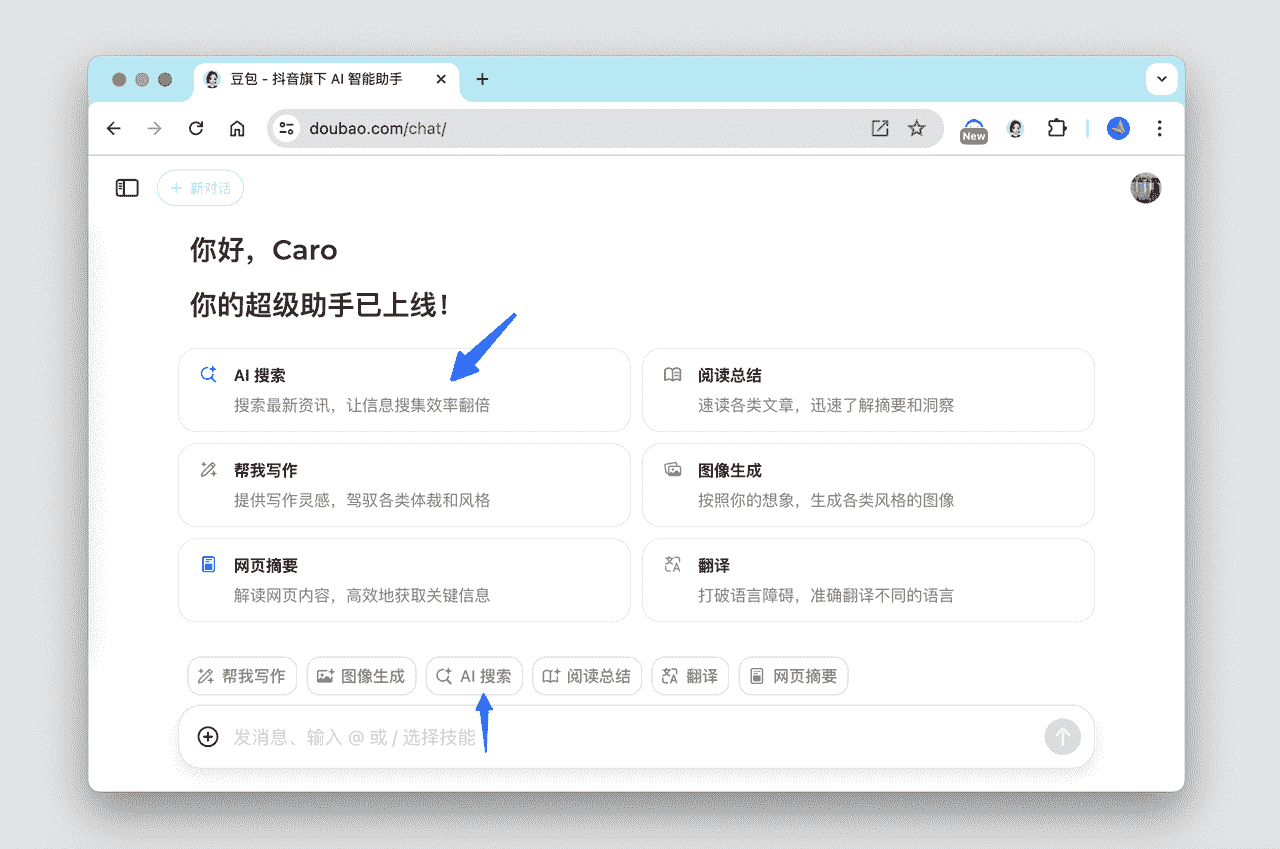 豆包 - 抖音旗下 AI 智能助手
doubao.com/chat/
New
新对话
你好，Caro
你的超级助手已上线！
AI 搜索
搜索最新资讯，让信息搜集效率翻倍
阅读总结
速读各类文章，迅速了解摘要和洞察
帮我写作
提供写作灵感，驾驭各类体裁和风格
图像生成
按照你的想象，生成各类风格的图像
网页摘要
解读网页内容，高效地获取关键信息
翻译
打破语言障碍，准确翻译不同的语言
帮我写作 图像生成 AI 搜索 阅读总结 翻译 网页摘要
发消息、输入 @ 或 / 选择技能